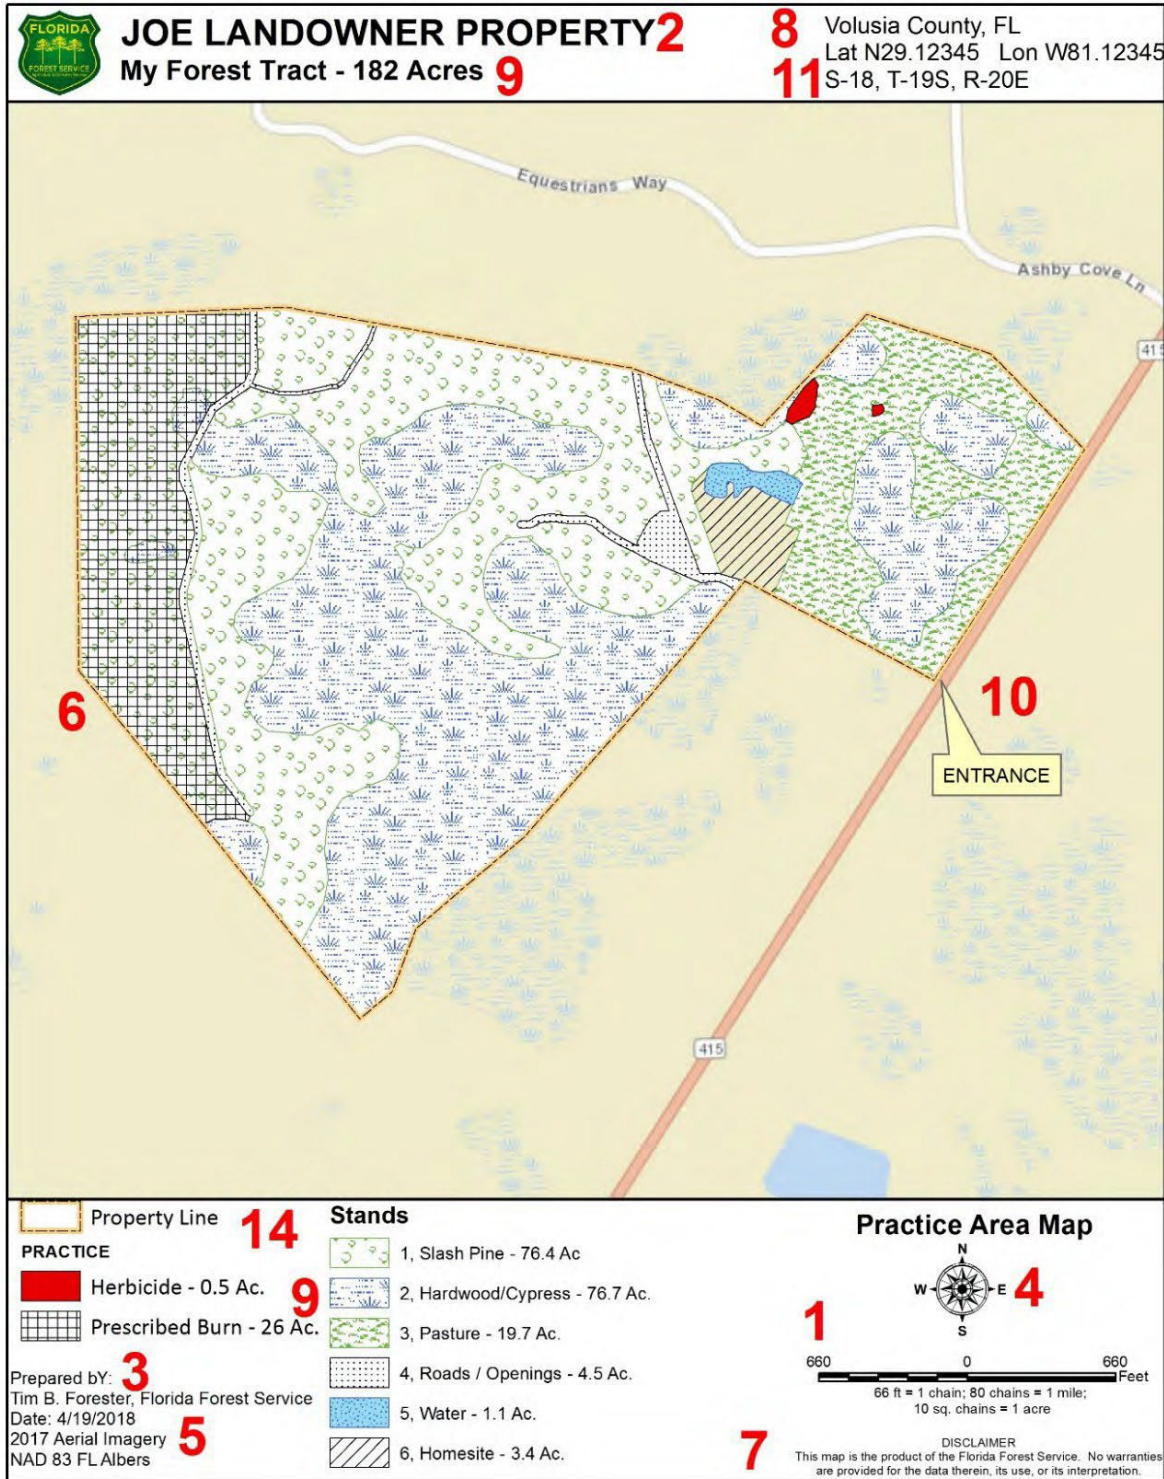 FLORIDA
FOREST SERVICE
JOE LANDOWNER PROPERTY 2
My Forest Tract - 182 Acres 9
8 Volusia County, FL
Lat N29.12345 Lon W81.12345
11 S-18, T-19S, R-20E
Equestrians Way
Ashby Cove Ln
415
6
10
ENTRANCE
415
Property Line 14
PRACTICE
Herbicide - 0.5 Ac.
9
Prescribed Burn - 26 Ac.
3
Prepared bY:
Tim B. Forester, Florida Forest Service
Date: 4/19/2018
2017 Aerial Imagery 5
NAD 83 FL Albers
Stands
1, Slash Pine - 76.4 Ac
2, Hardwood/Cypress - 76.7 Ac.
3, Pasture - 19.7 Ac.
4, Roads / Openings - 4.5 Ac.
5, Water - 1.1 Ac.
6, Homesite - 3.4 Ac.
Practice Area Map
N
W E 4
S
1
660 0 660
Feet
66 ft = 1 chain; 80 chains = 1 mile;
10 sq. chains = 1 acre
7
DISCLAIMER
This map is the product of the Florida Forest Service. No warranties
are provided for the data therein, its use, or its interpretation.